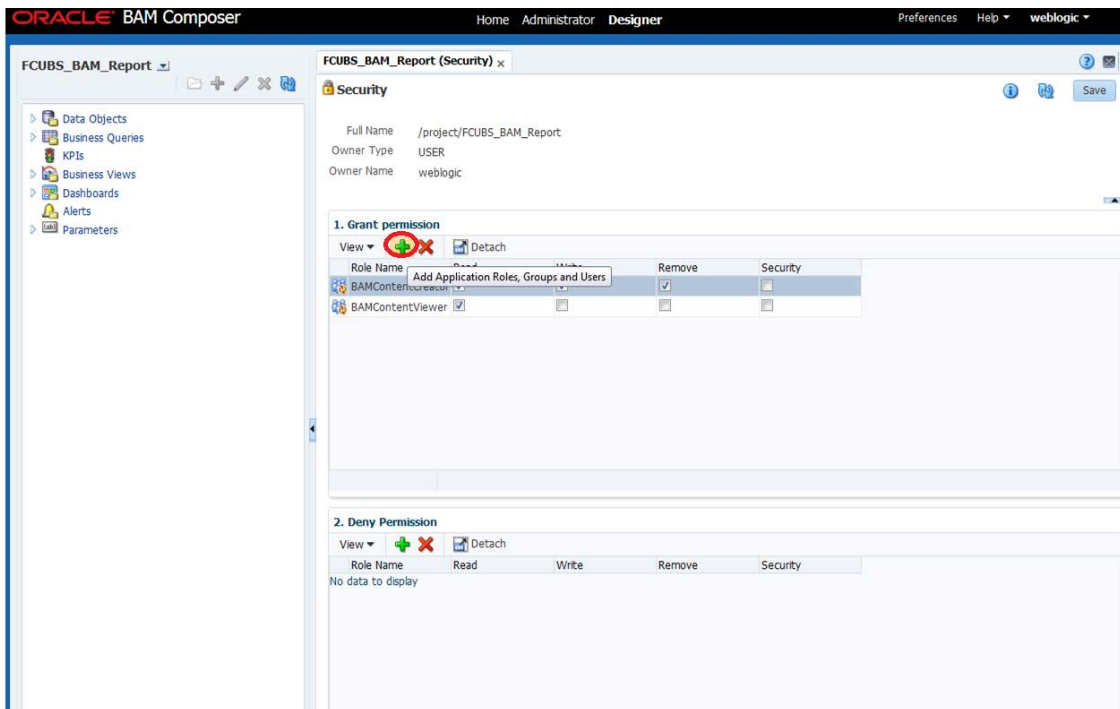 ORACLE BAM Composer Home Administrator Designer Preferences Help weblogic
FCUBS_BAM_Report
Data Objects
Business Queries
KPIs
Business Views
Dashboards
Alerts
Parameters
FCUBS_BAM_Report (Security)
Security Save
Full Name /project/FCUBS_BAM_Report
Owner Type USER
Owner Name weblogic
1. Grant permission
View Detach
Role Name Remove Security
Add Application Roles, Groups and Users
BAMContentCreator
BAMContentViewer
2. Deny Permission
View Detach
Role Name Read Write Remove Security
No data to display